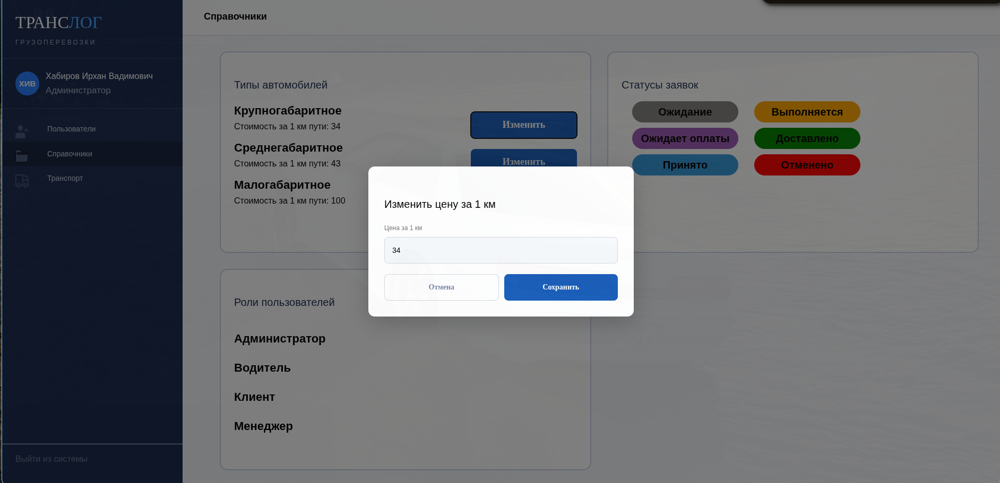 ТРАНСЛОГ
ГРУЗОПЕРЕВОЗКИ
ХИВ
Хабиров Ирхан Вадимович
Администратор
Пользователи
Справочники
Транспорт
Выйти из системы
Справочники
Типы автомобилей
Крупногабаритное
Стоимость за 1 км пути: 34
Изменить
Среднегабаритное
Стоимость за 1 км пути: 43
Изменить
Малогабаритное
Стоимость за 1 км пути: 100
Статусы заявок
Ожидание
Выполняется
Ожидает оплаты
Доставлено
Принято
Отменено
Изменить цену за 1 км
Цена за 1 км
34
Отмена
Сохранить
Роли пользователей
Администратор
Водитель
Клиент
Менеджер